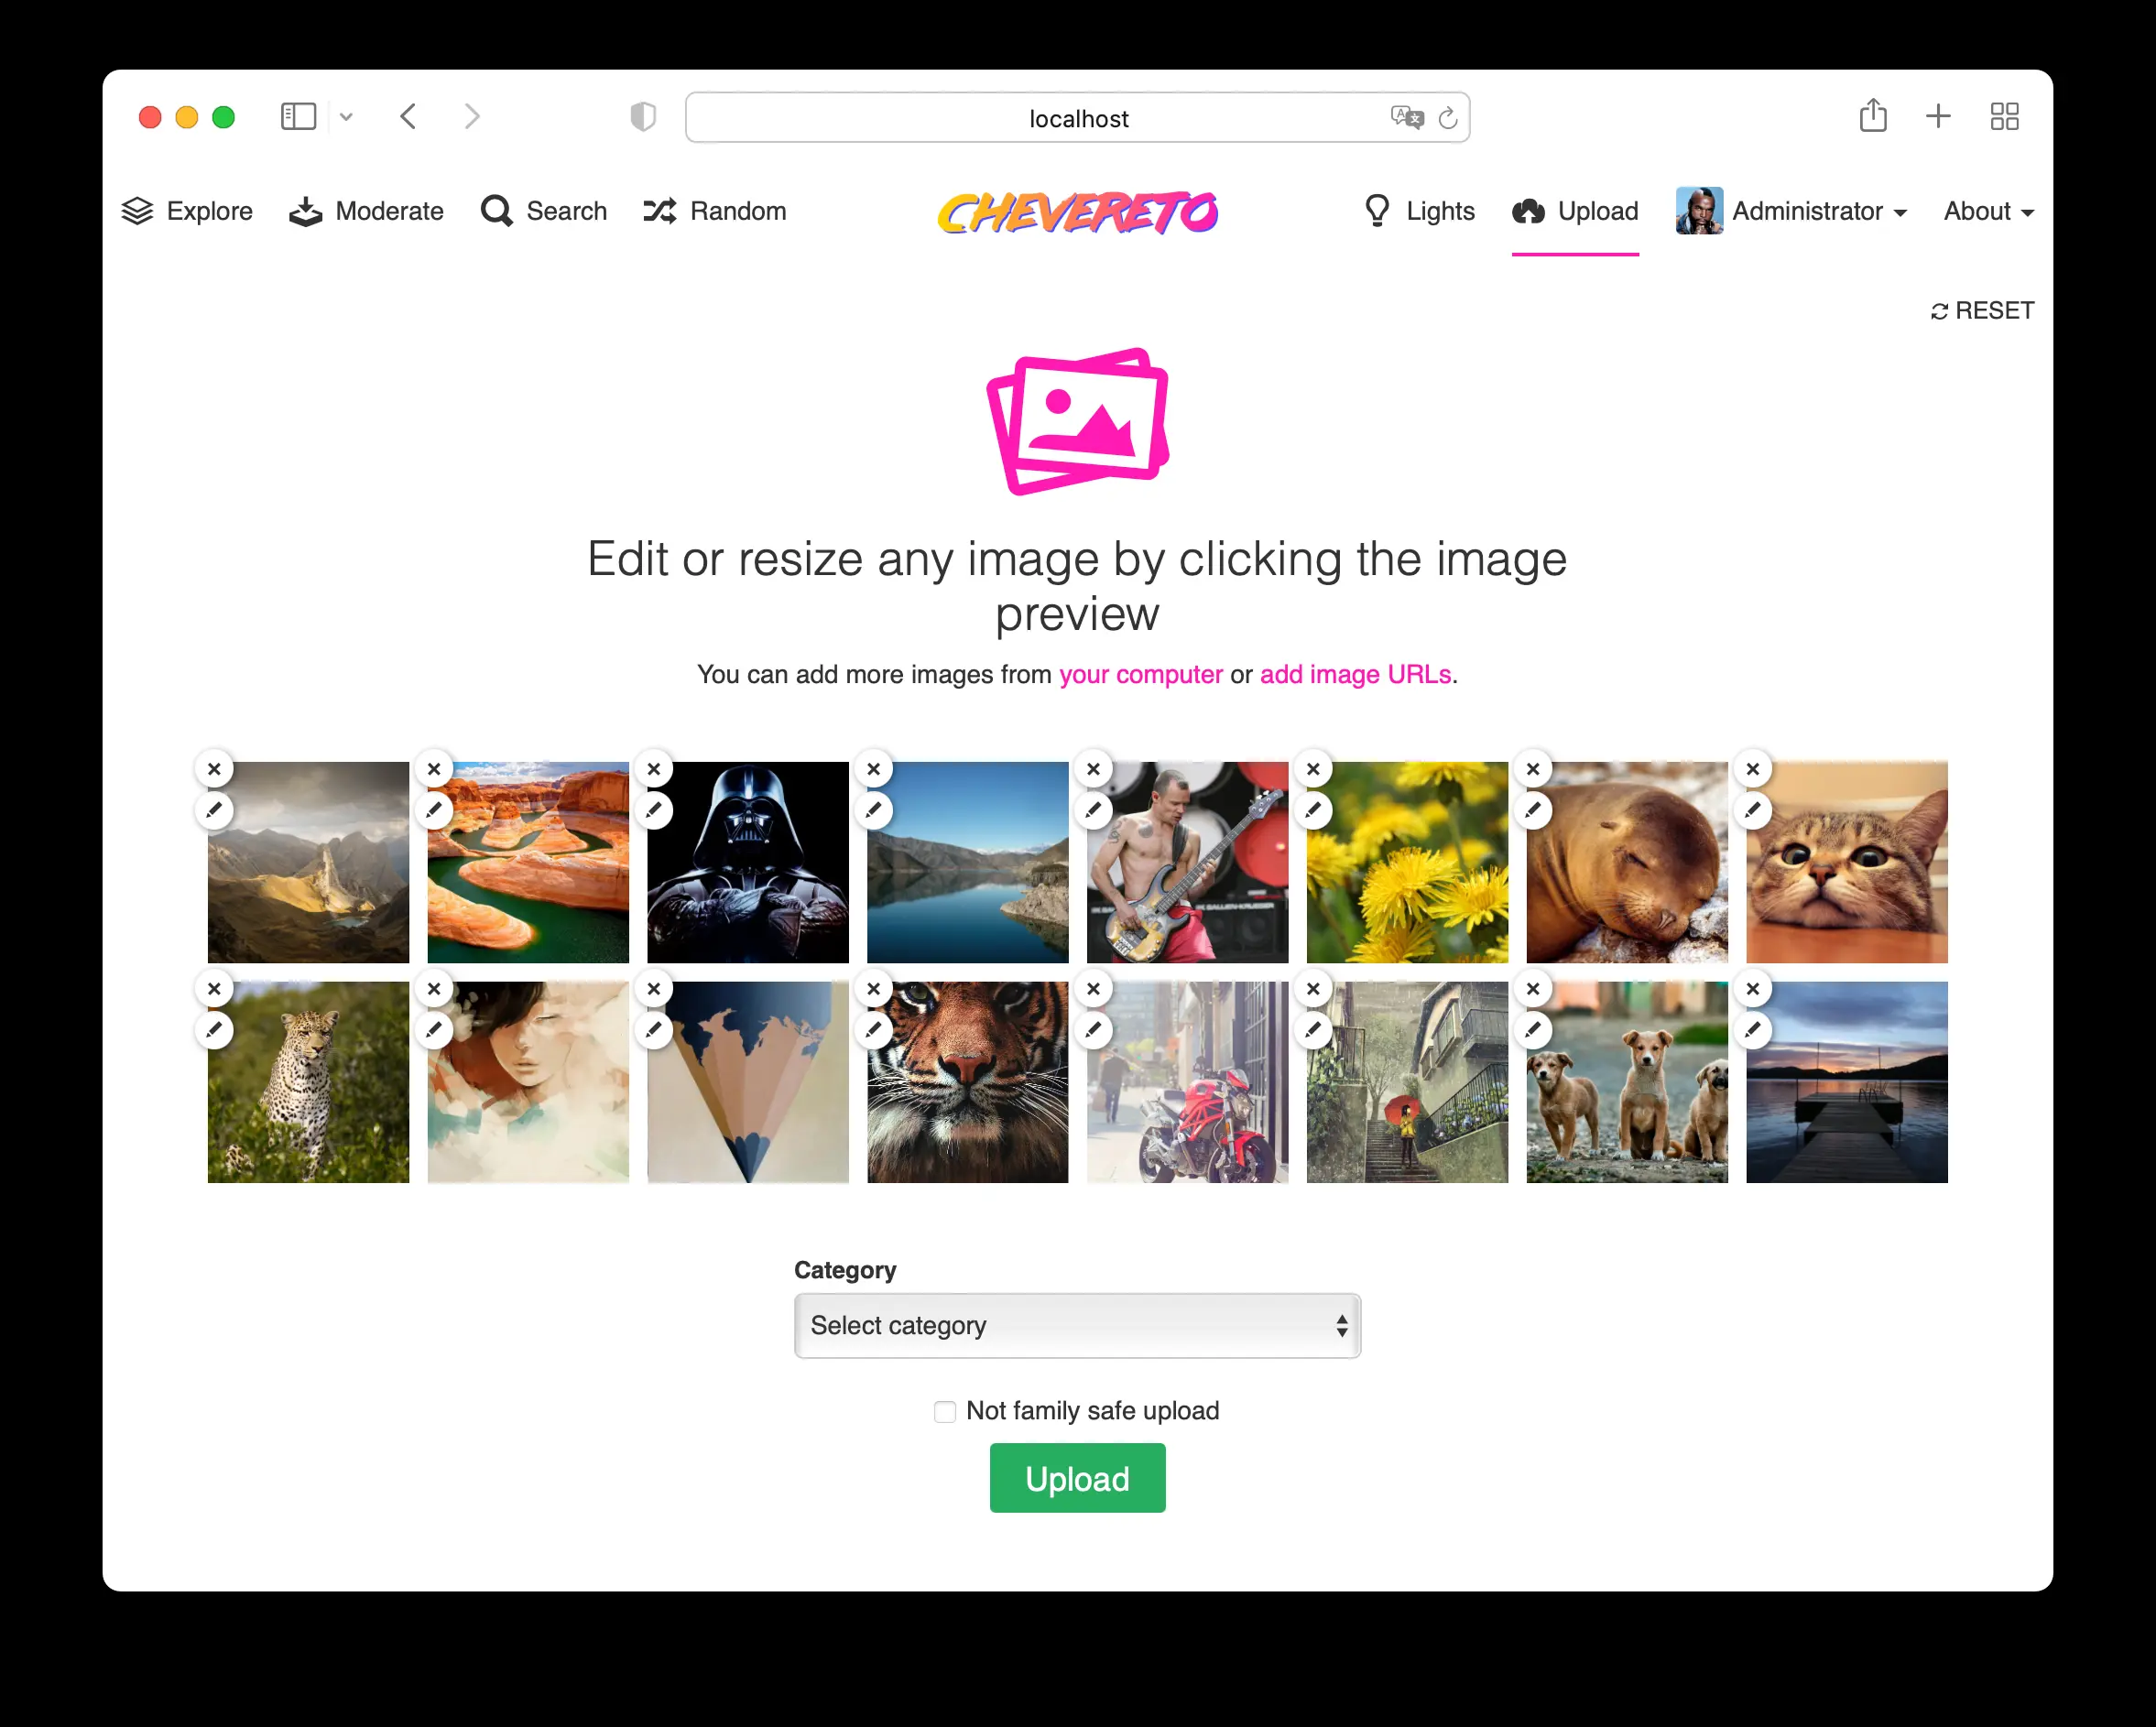 localhost
Explore
Moderate
Search
Random
CHEVERETO
Lights
Upload
Administrator
About
RESET
Edit or resize any image by clicking the image
preview
You can add more images from your computer or add image URLs.
Category
Select category
Not family safe upload
Upload